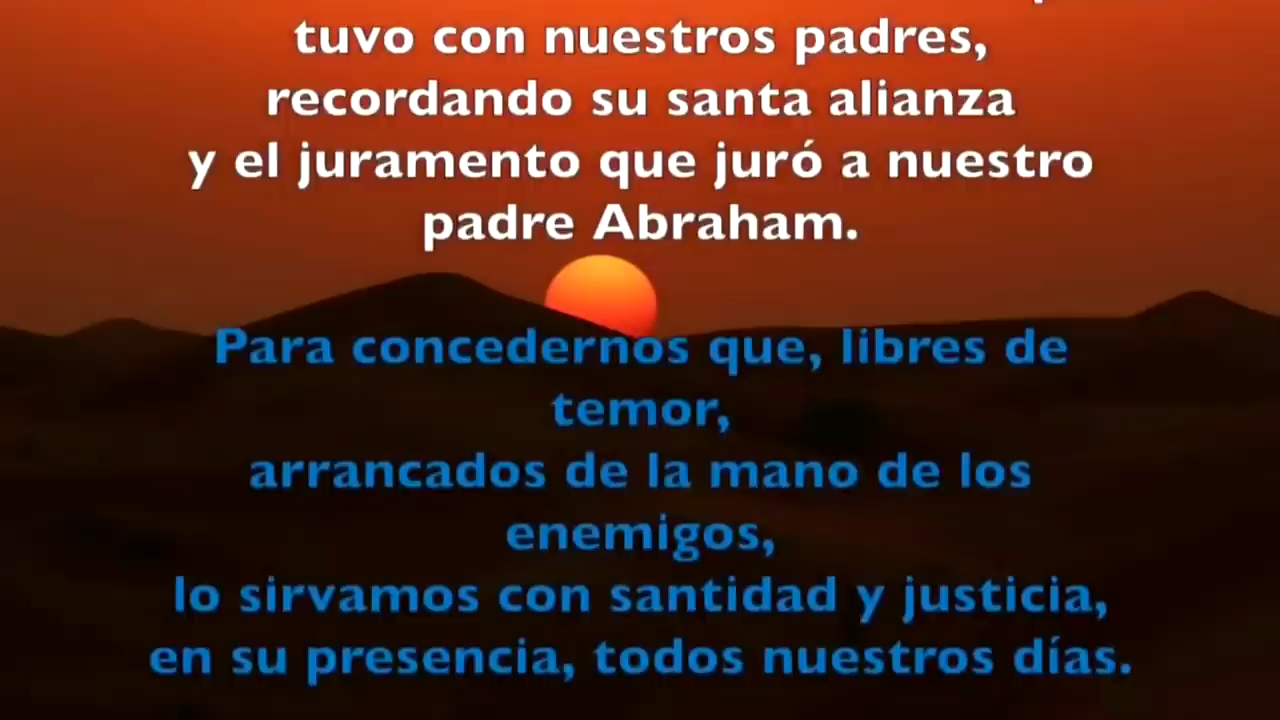 tuvo con nuestros padres,
recordando su santa alianza
y el juramento que juró a nuestro
padre Abraham.
Para concedernos que, libres de
temor,
arrancados de la mano de los
enemigos,
lo sirvamos con santidad y justicia,
en su presencia, todos nuestros días.